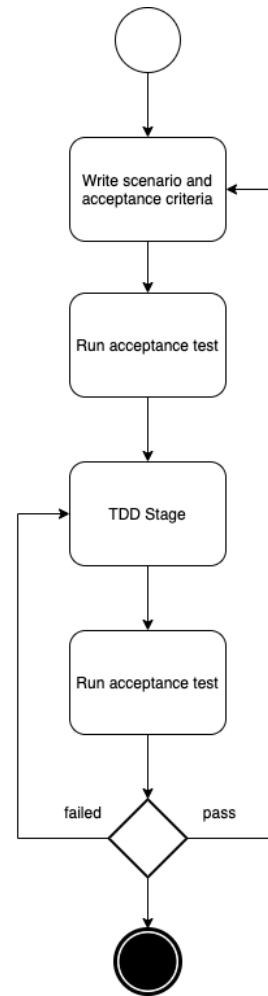 Write scenario and
acceptance criteria
Run acceptance test
TDD Stage
Run acceptance test
failed
pass